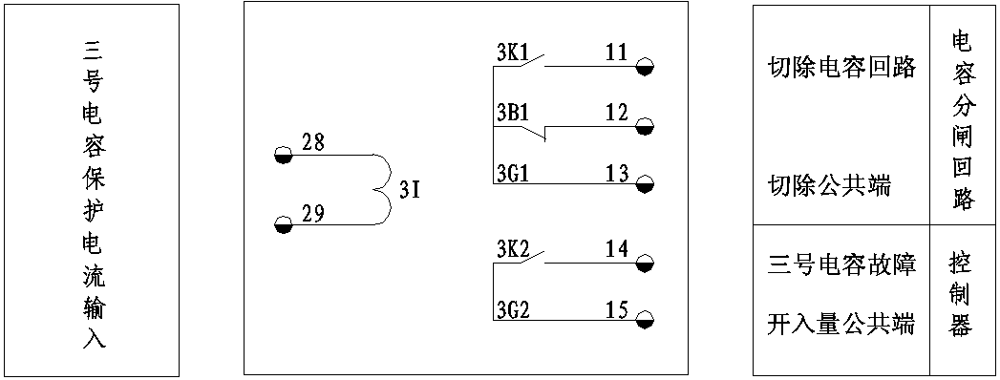 三号电容保护电流输入
28
29
3I
3K1 11
3B1 12
3G1 13
3K2 14
3G2 15
切除电容回路
切除公共端
电容分闸回路
三号电容故障
开入量公共端
控制器